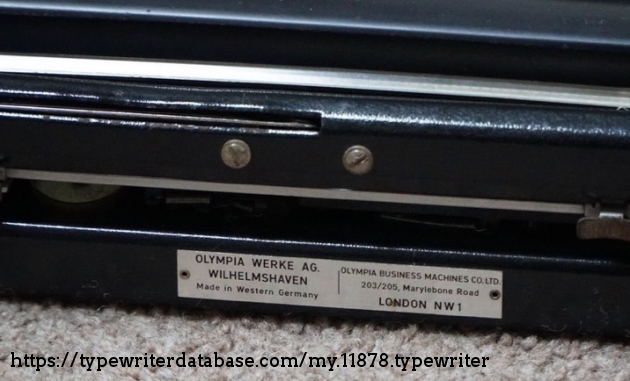 OLYMPIA WERKE AG.
WILHELMSHAVEN
Made in Western Germany
OLYMPIA BUSINESS MACHINES CO.LTD.
203/205, Marylebone Road
LONDON NW1
https://typewriterdatabase.com/my.11878.typewriter